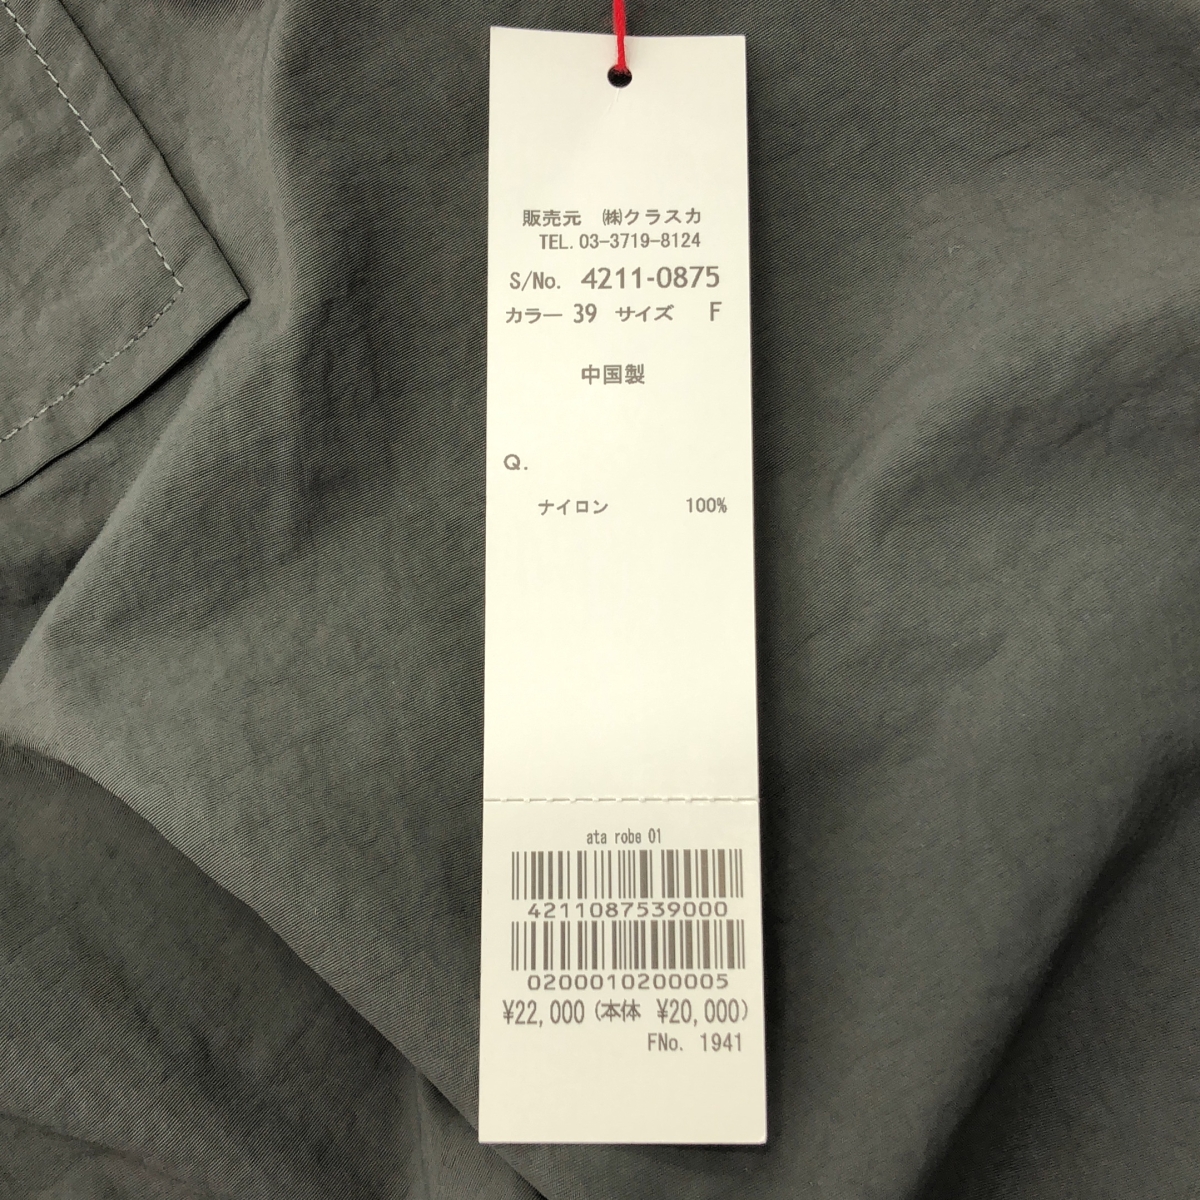 販売元 ㈱クラスカ
TEL.03-3719-8124
S/No. 4211-0875
カラー 39 サイズ F
中国製
Q.
ナイロン 100%
ata robe 01
4211087539000
0200010200005
¥22,000(本体 ¥20,000)
FNo. 1941